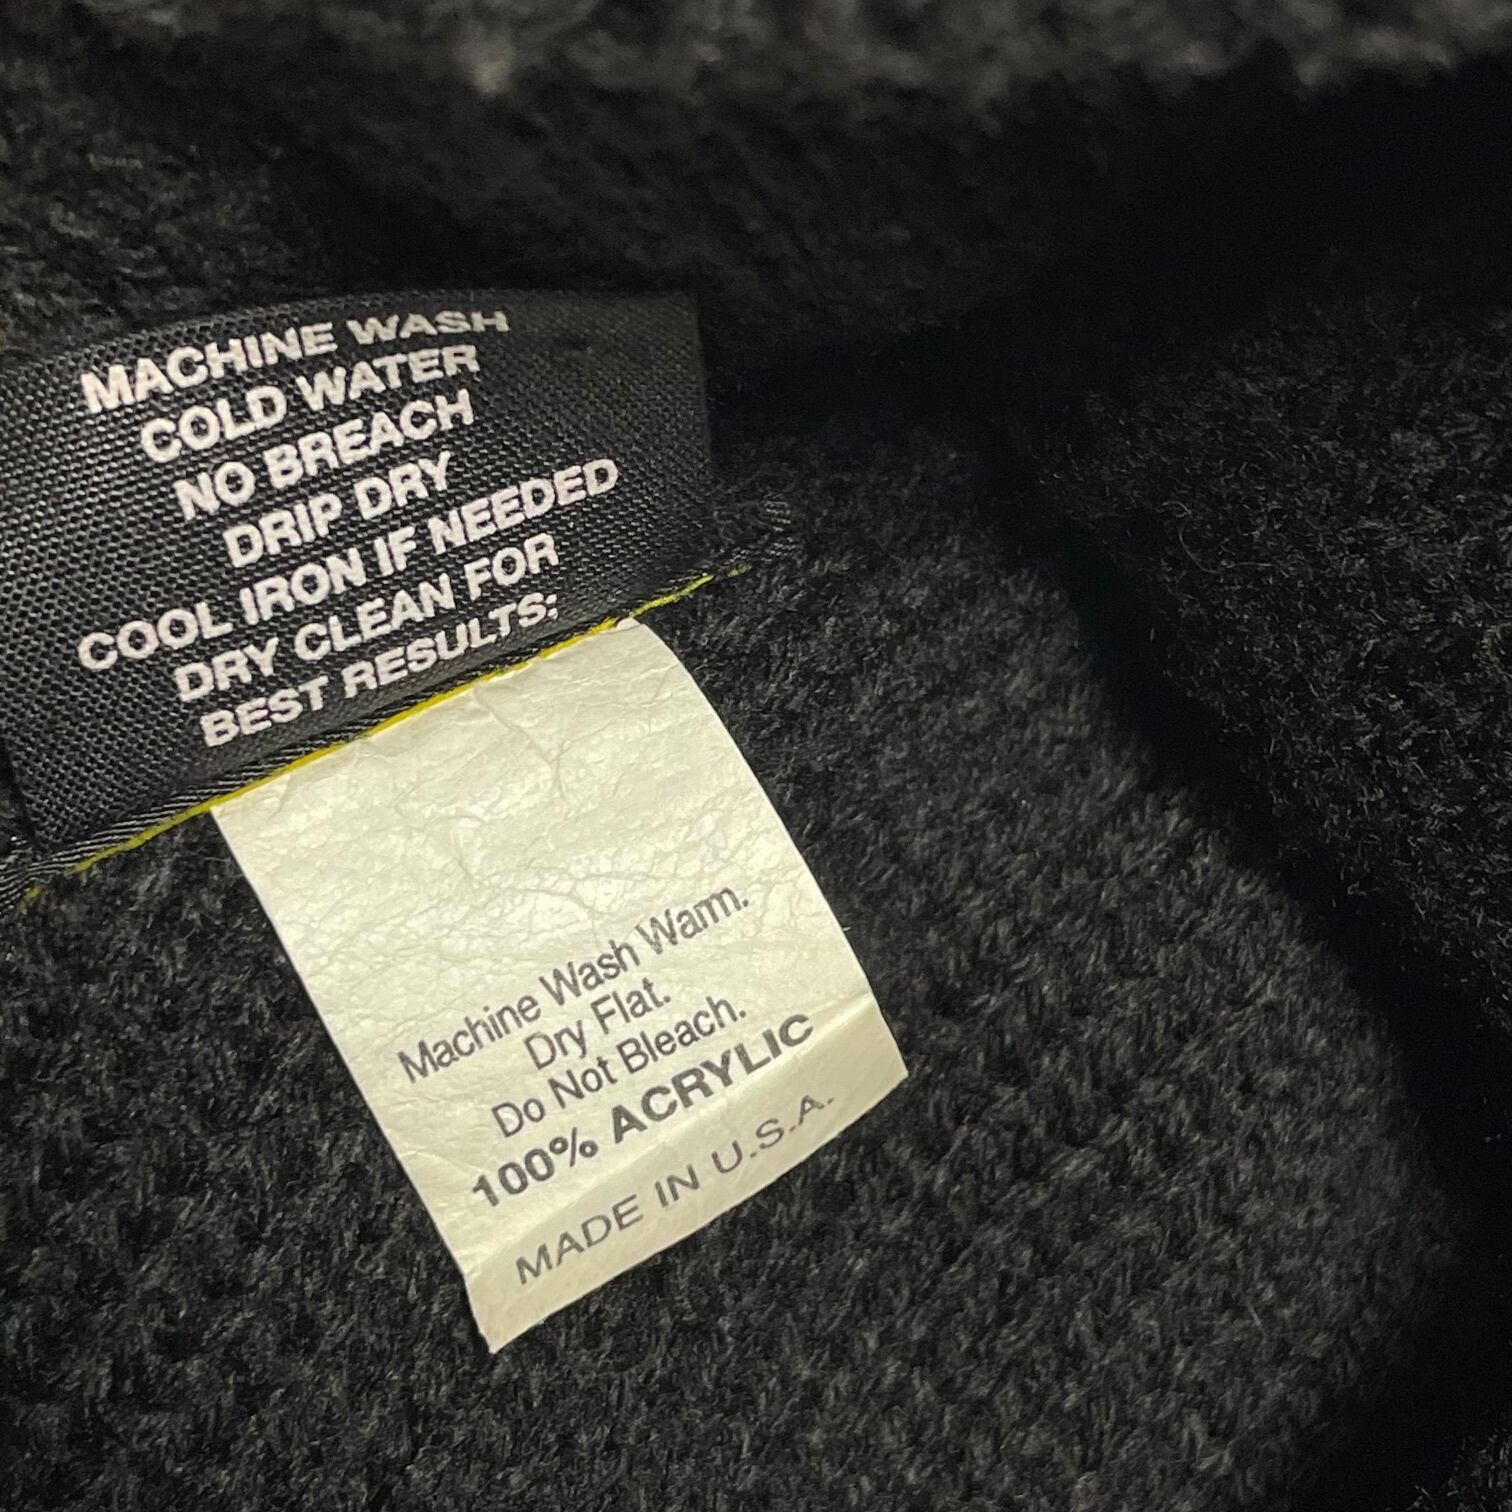 MACHINE WASH
COLD WATER
NO BREACH
DRIP DRY
COOL IRON IF NEEDED
DRY CLEAN FOR
BEST RESULTS:
Machine Wash Warm.
Dry Flat.
Do Not Bleach.
100% ACRYLIC
MADE IN U.S.A.